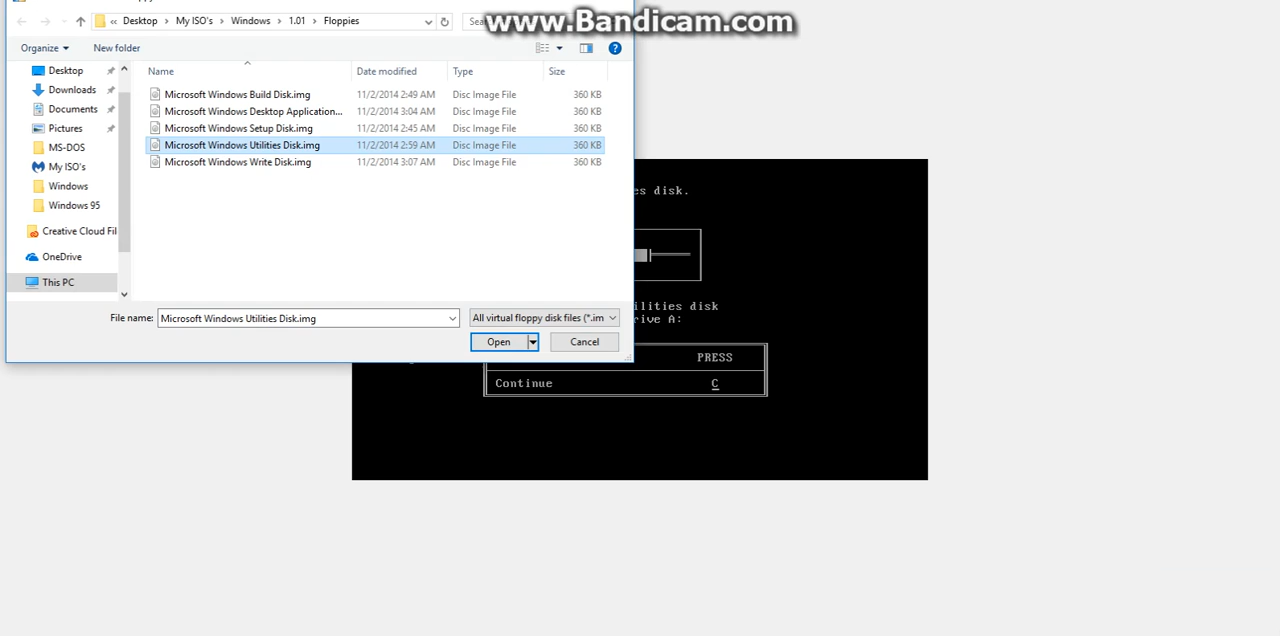 www.Bandicam.com
« Desktop > My ISO's > Windows > 1.01 > Floppies
Sea
Organize
New folder
Name Date modified Type Size
Desktop
Downloads
Documents
Pictures
MS-DOS
My ISO's
Windows
Windows 95
Creative Cloud Fil
OneDrive
This PC
Microsoft Windows Build Disk.img 11/2/2014 2:49 AM Disc Image File 360 KB
Microsoft Windows Desktop Application... 11/2/2014 3:04 AM Disc Image File 360 KB
Microsoft Windows Setup Disk.img 11/2/2014 2:45 AM Disc Image File 360 KB
Microsoft Windows Utilities Disk.img 11/2/2014 2:59 AM Disc Image File 360 KB
Microsoft Windows Write Disk.img 11/2/2014 3:07 AM Disc Image File 360 KB
File name: Microsoft Windows Utilities Disk.img All virtual floppy disk files (*.im
Open Cancel
es disk.
ilities disk
rive A:
PRESS
Continue C